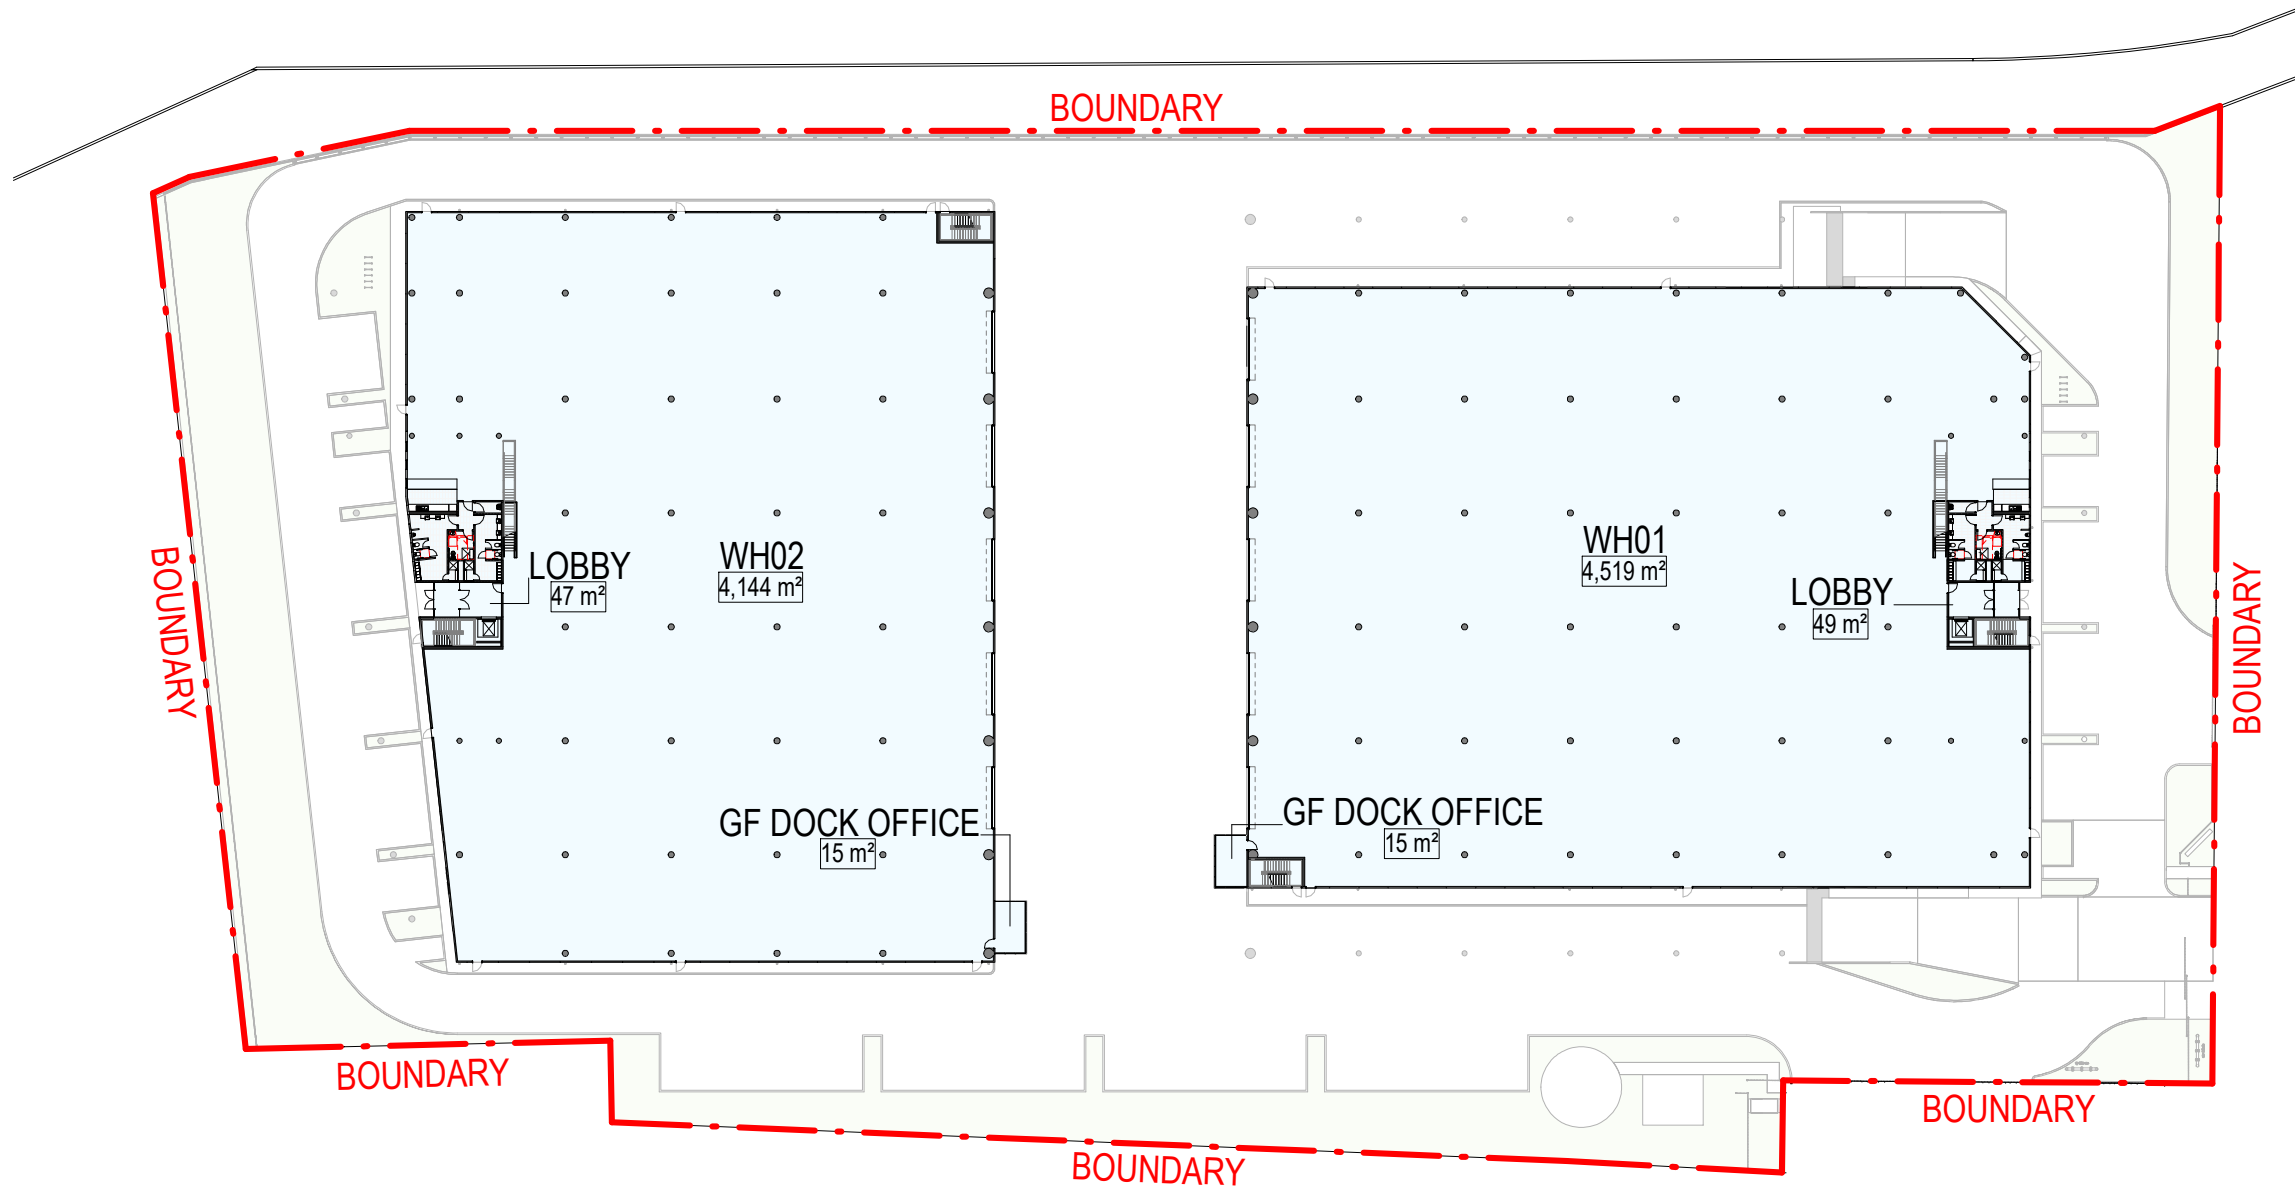 BOUNDARY
WH01
4,519 m²
WH02
4,144 m²
LOBBY
47 m²
LOBBY
49 m²
BOUNDARY
BOUNDARY
GF DOCK OFFICE
15 m²
GF DOCK OFFICE
15 m²
BOUNDARY
BOUNDARY
BOUNDARY